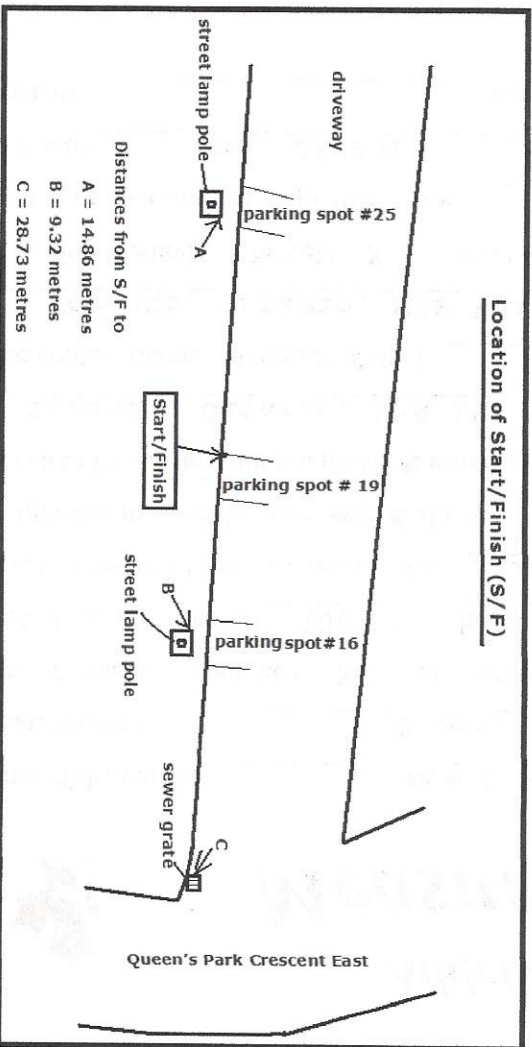 Location of Start/Finish (S/F)
driveway
parking spot #25
street lamp pole
A
parking spot # 19
Start/Finish
parking spot#16
B
street lamp pole
C
sewer grate
Queen's Park Crescent East
Distances from S/F to
A = 14.86 metres
B = 9.32 metres
C = 28.73 metres